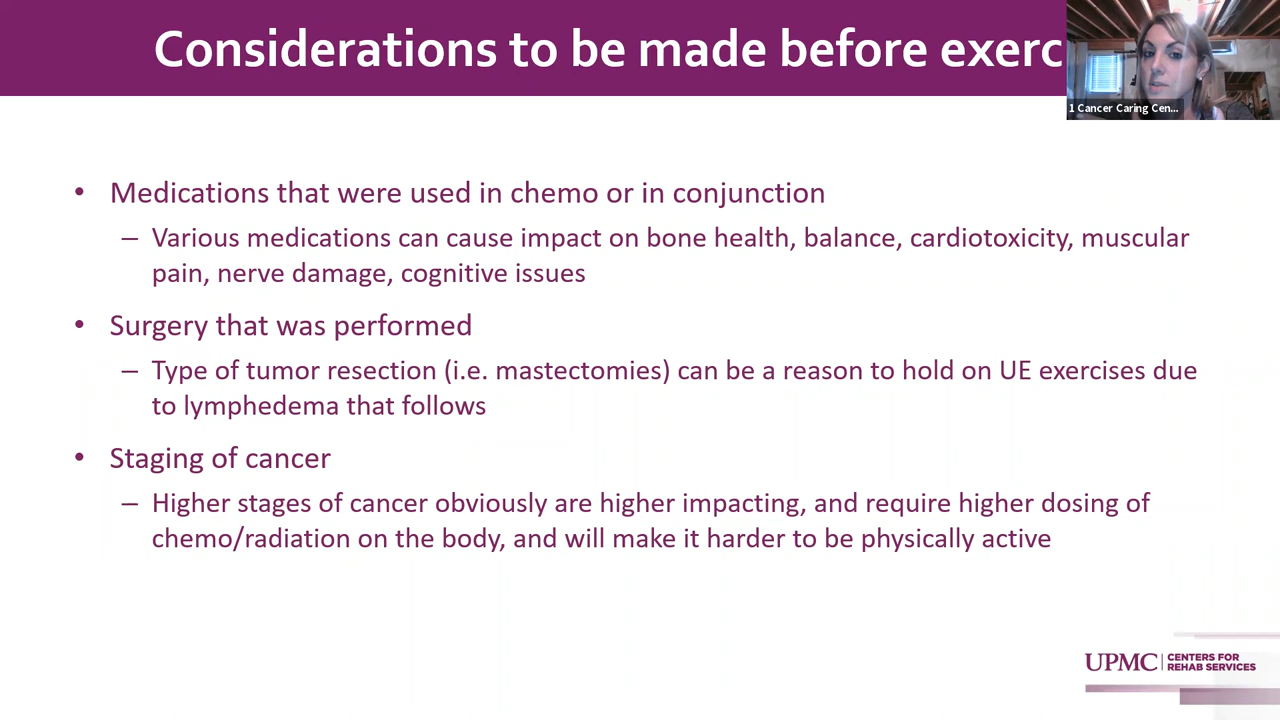 Considerations to be made before exerc
1 Cancer Caring Cen...
• Medications that were used in chemo or in conjunction
– Various medications can cause impact on bone health, balance, cardiotoxicity, muscular
pain, nerve damage, cognitive issues
• Surgery that was performed
– Type of tumor resection (i.e. mastectomies) can be a reason to hold on UE exercises due
to lymphedema that follows
• Staging of cancer
– Higher stages of cancer obviously are higher impacting, and require higher dosing of
chemo/radiation on the body, and will make it harder to be physically active
UPMC | CENTERS FOR
REHAB SERVICES